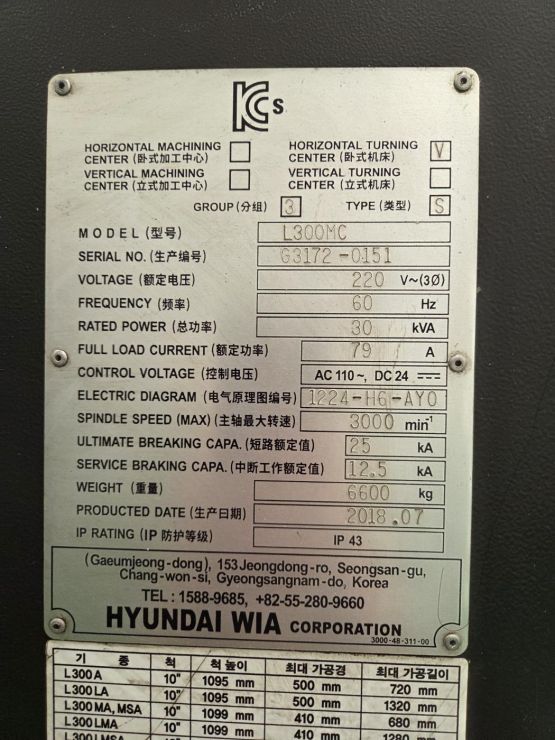 KCs
HORIZONTAL MACHINING CENTER (卧式加工中心)
HORIZONTAL TURNING CENTER (卧式机床) V
VERTICAL MACHINING CENTER (立式加工中心)
VERTICAL TURNING CENTER (立式机床)
GROUP (分组) 3 TYPE (类型) S
MODEL (型号) L300MC
SERIAL NO. (生产编号) G3172-0151
VOLTAGE (额定电压) 220 V~(3Ø)
FREQUENCY (频率) 60 Hz
RATED POWER (总功率) 30 kVA
FULL LOAD CURRENT (额定功率) 79 A
CONTROL VOLTAGE (控制电压) AC 110~, DC 24
ELECTRIC DIAGRAM (电气原理图编号) 1224-HG-AY0
SPINDLE SPEED (MAX) (主轴最大转速) 3000 min⁻¹
ULTIMATE BREAKING CAPA. (短路额定值) 25 kA
SERVICE BRAKING CAPA. (中断工作额定值) 12.5 kA
WEIGHT (重量) 6600 kg
PRODUCTED DATE (生产日期) 2018.07
IP RATING (IP 防护等级) IP 43
(Gaeumjeong-dong), 153 Jeongdong-ro, Seongsan-gu,
Chang-won-si, Gyeongsangnam-do, Korea
TEL : 1588-9685, +82-55-280-9660
HYUNDAI WIA CORPORATION
3000-48-311-00
기 종 척 척 높이 최대 가공경 최대 가공길이
L300A 10" 1095 mm 500 mm 720 mm
L300LA 10" 1095 mm 500 mm 1320 mm
L300MA, MSA 10" 1099 mm 410 mm 680 mm
L300LMA 10" 1099 mm 410 mm 1280 mm